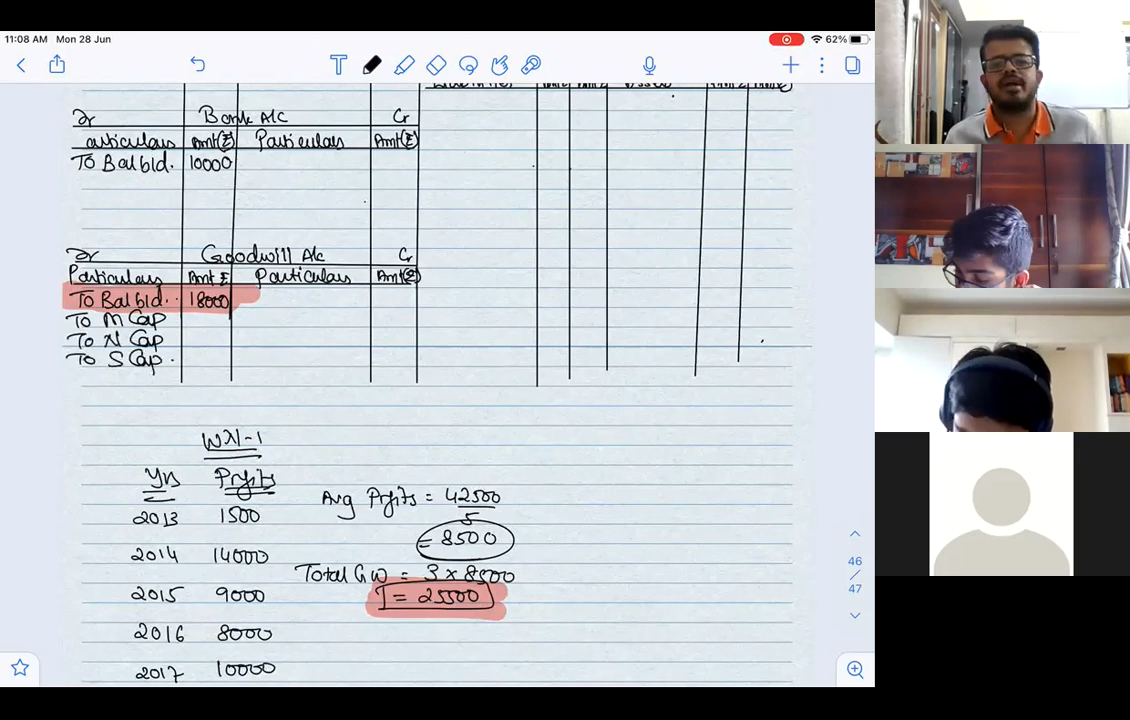 11:08 AM Mon 28 Jun
62%
Dr Bank A/c Cr
articulars Amt(₹) Particulars Amt(₹)
To Bal b/d. 10000
Dr Goodwill A/c Cr
Particulars Amt ₹ Particulars Amt(₹)
To Bal b/d. 18000
To M Cap
To N Cap
To S Cap
WN-1
Yrs Profits
2013 1500
2014 14000
2015 9000
2016 8000
2017 10000
Avg Profits = 42500
5
= 8500
Total GW = 3 x 8500
= 25500
46
/
47